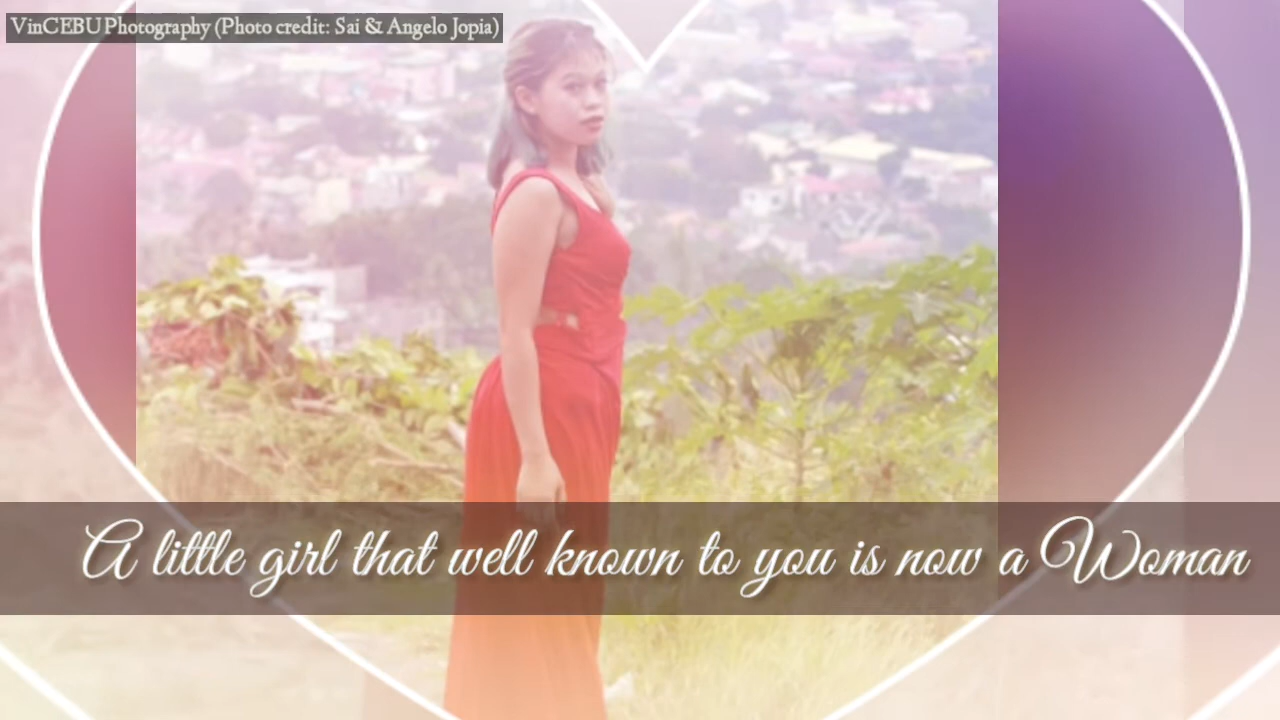 VinCEBU Photography (Photo credit: Sai & Angelo Jopia)
A little girl that well known to you is now a Woman